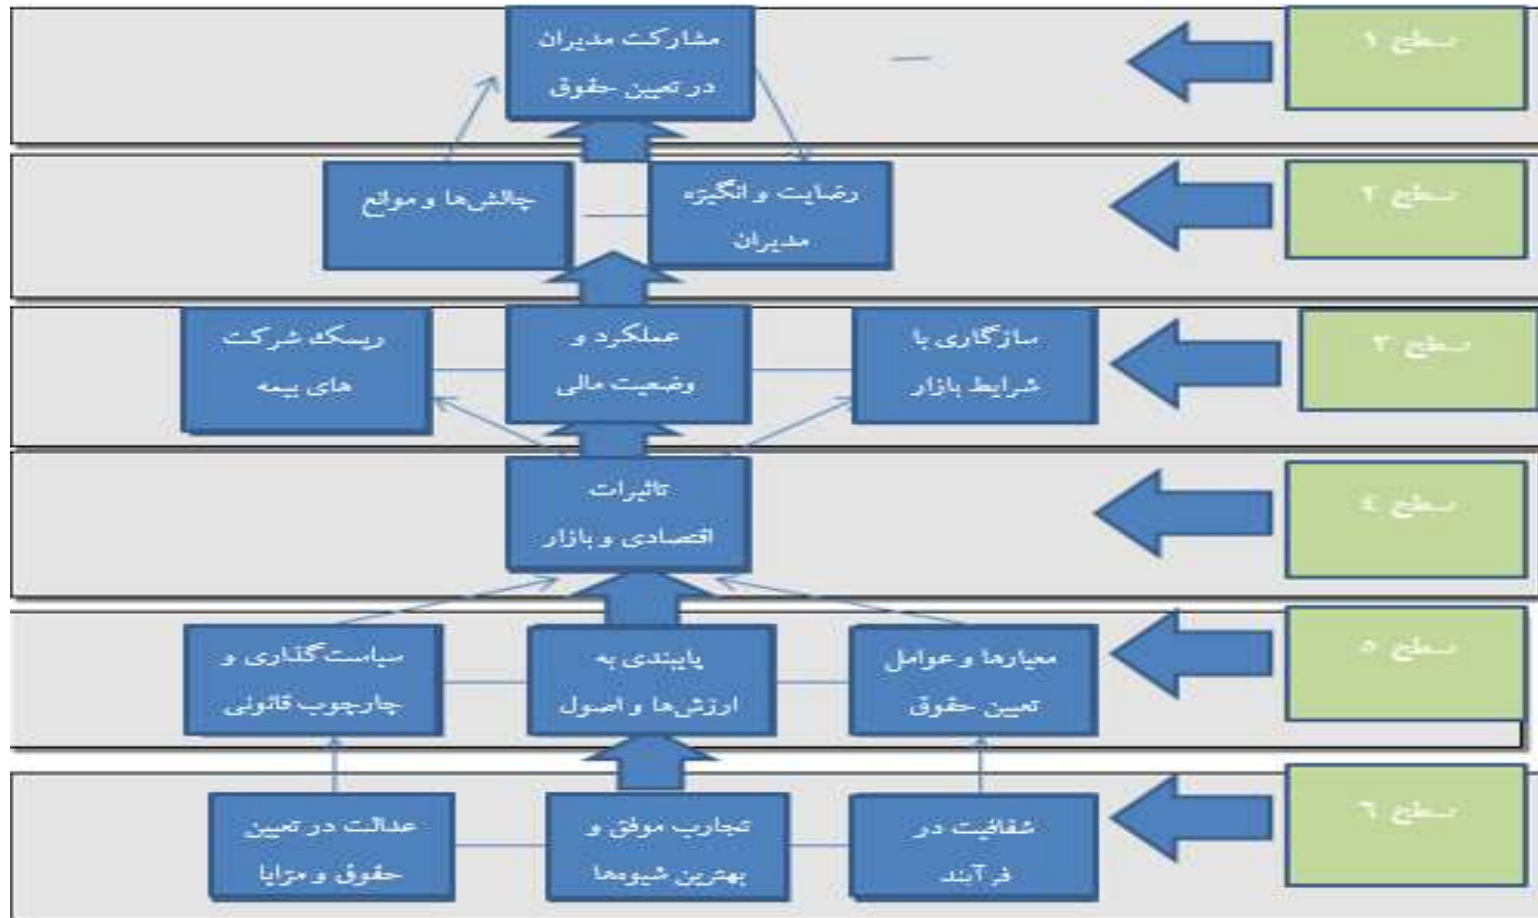 سطح ۱
مشارکت مدیران
در تعیین حقوق
سطح ۲
رضایت و انگیزه
مدیران
چالش‌ها و موانع
سطح ۳
سازگاری با
شرایط بازار
عملکرد و
وضعیت مالی
ریسک شرکت
های بیمه
سطح ٤
تاثیرات
اقتصادی و بازار
سطح ٥
معیارها و عوامل
تعیین حقوق
پایبندی به
ارزش‌ها و اصول
سیاست‌گذاری و
چارچوب قانونی
سطح ٦
شفافیت در
فرآیند
تجارب موفق و
بهترین شیوه‌ها
عدالت در تعیین
حقوق و مزایا